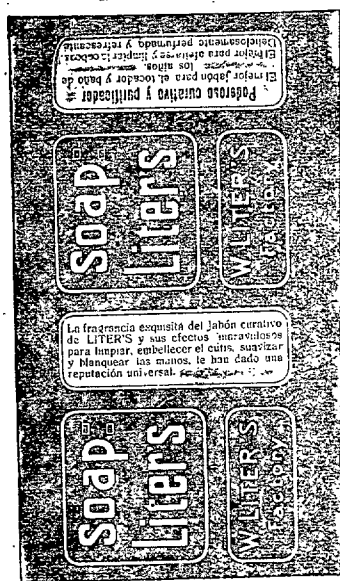 Poderoso curativo y purificador
El mejor jabón para el tocador y baño de
los niños.
El mejor para afeitarse y limpiar la cabeza
Deliciosamente perfumado y refrescante
Soap
Liter's
W LITER'S
Factory
La fragrancia exquisita del Jabón curativo
de LITER'S y sus efectos maravillosos
para limpiar, embellecer el cútis, suavizar
y blanquear las manos, le han dado una
reputación universal.
Soap
Liter's
W LITER'S
Factory